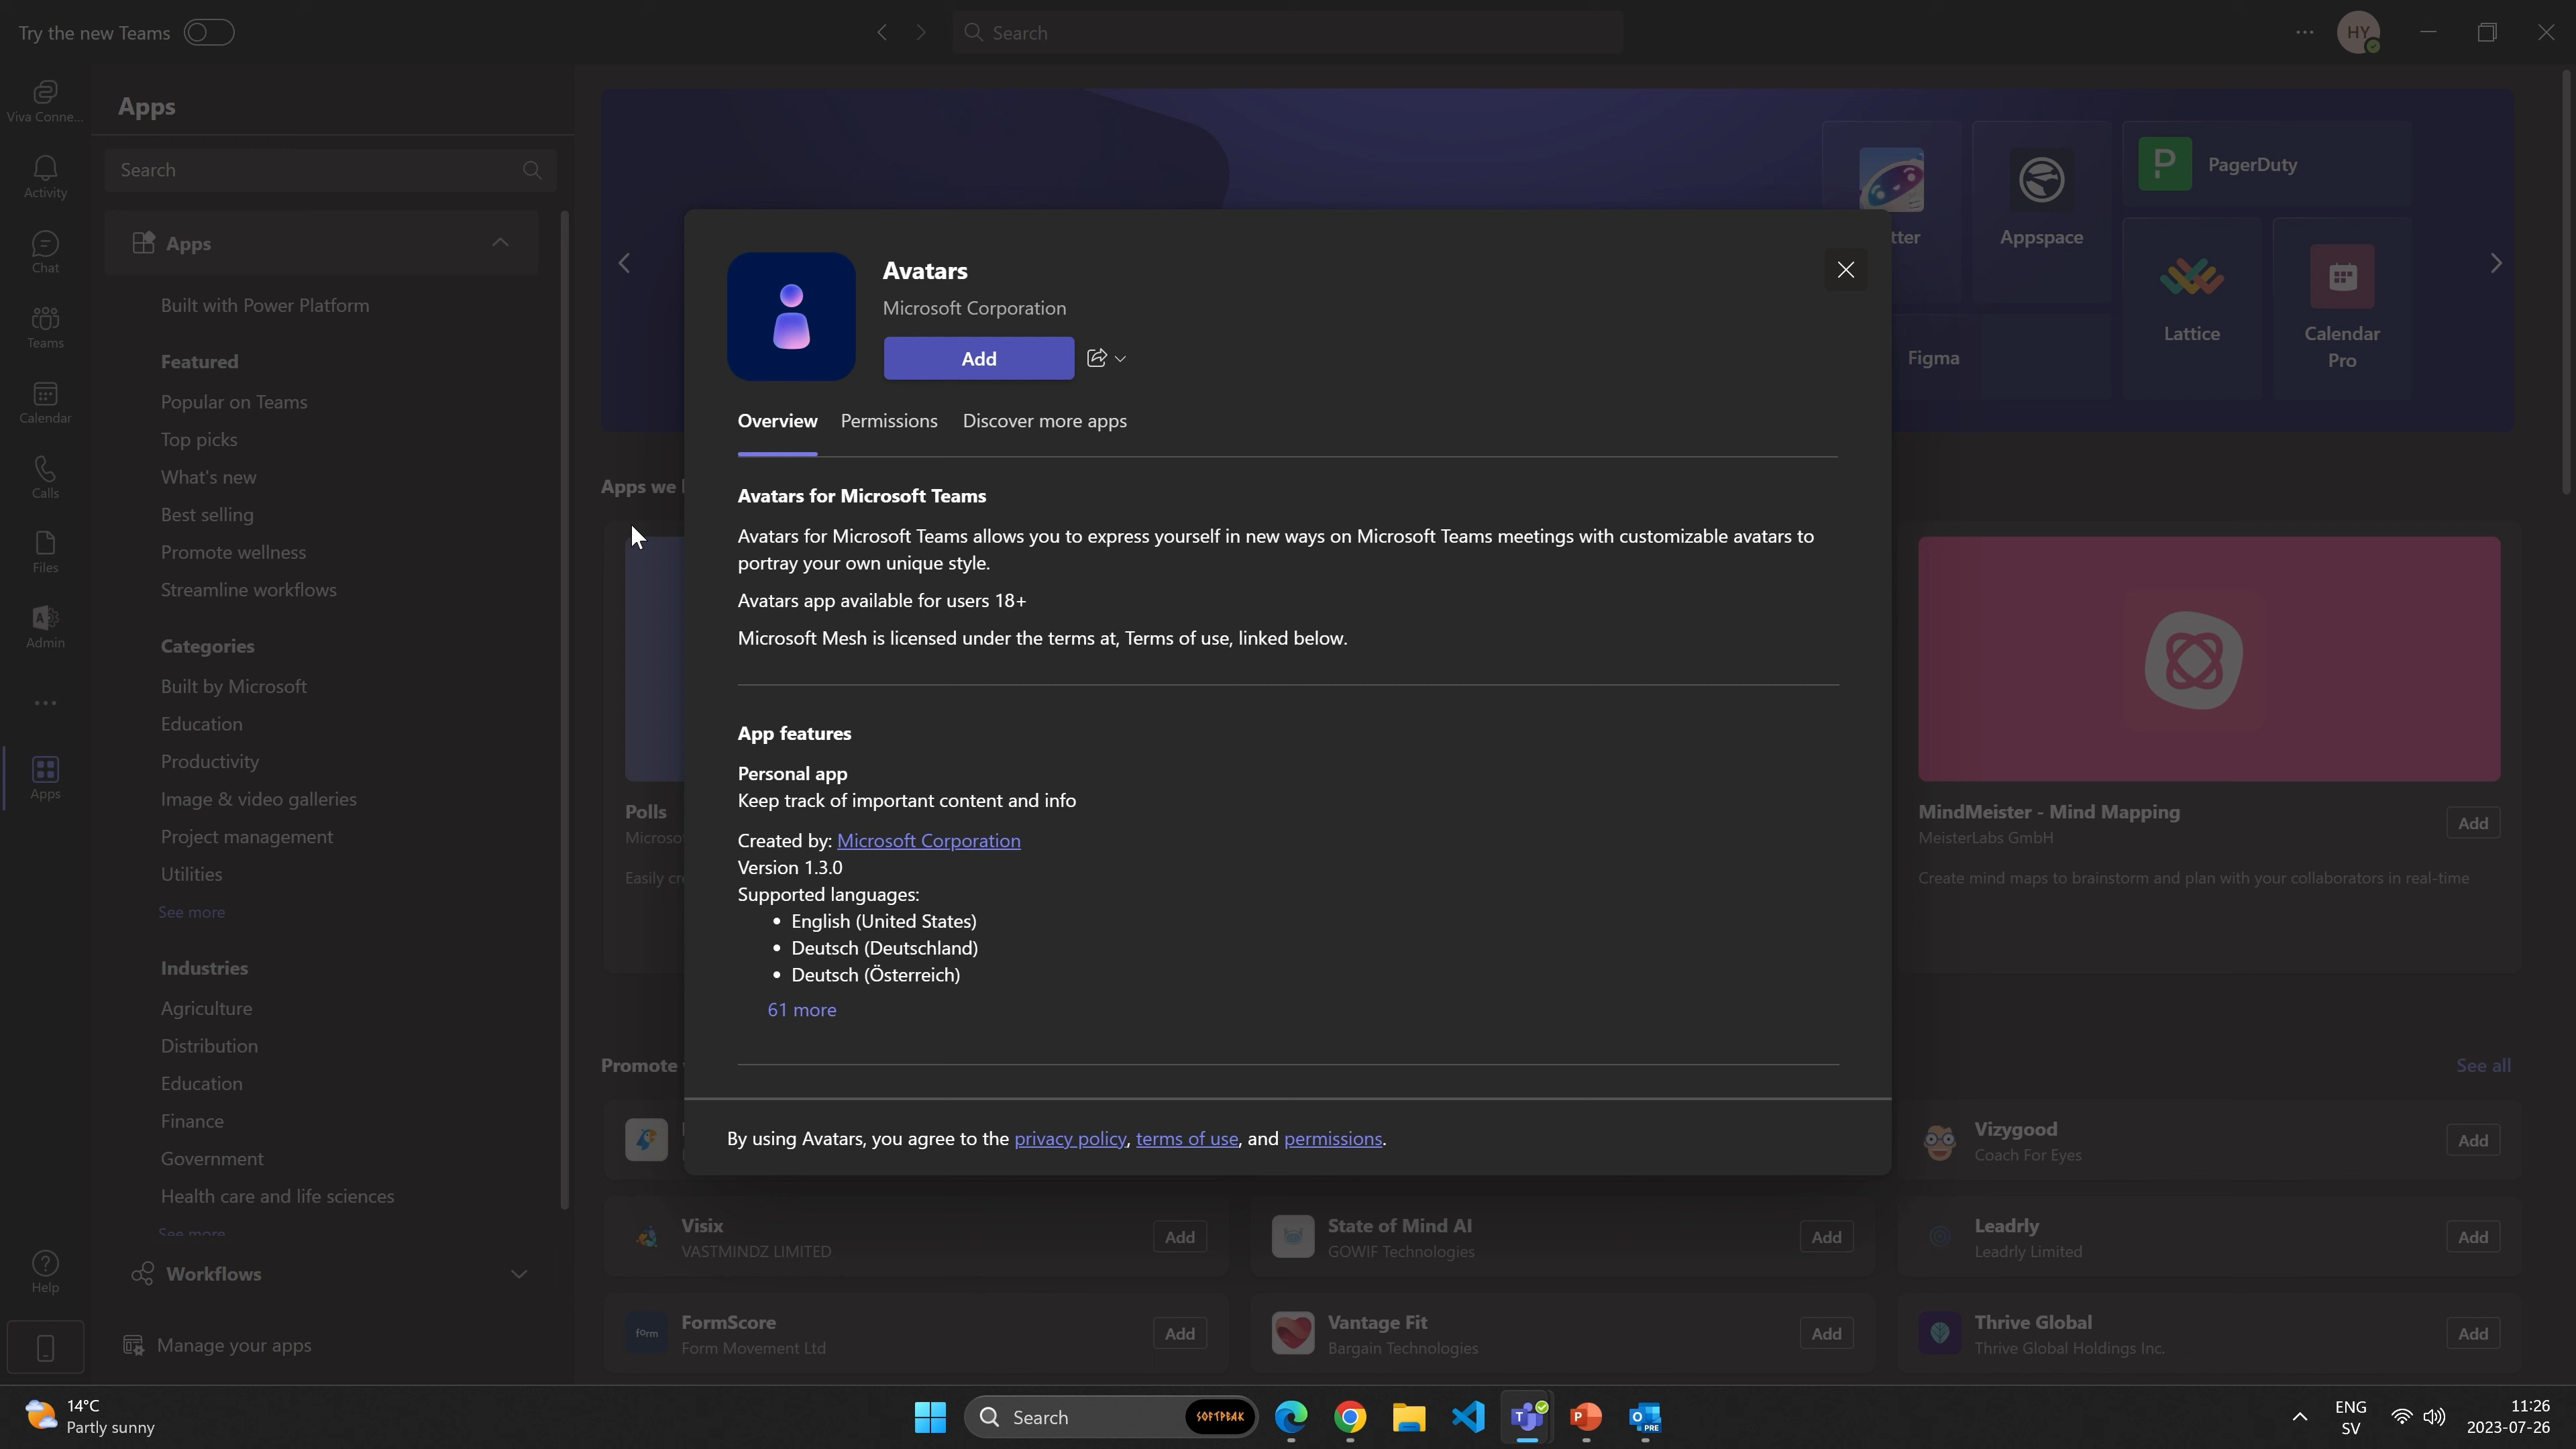 Try the new Teams
Search
HY
Viva Conne...
Activity
Chat
Teams
Calendar
Calls
Files
Admin
Apps
Help
Apps
Search
Apps
Built with Power Platform
Featured
Popular on Teams
Top picks
What's new
Best selling
Promote wellness
Streamline workflows
Categories
Built by Microsoft
Education
Productivity
Image & video galleries
Project management
Utilities
See more
Industries
Agriculture
Distribution
Education
Finance
Government
Health care and life sciences
See more
Workflows
Manage your apps
tter
Appspace
PagerDuty
Figma
Lattice
Calendar
Pro
Apps we
Avatars
Microsoft Corporation
Add
Overview Permissions Discover more apps
Avatars for Microsoft Teams
Avatars for Microsoft Teams allows you to express yourself in new ways on Microsoft Teams meetings with customizable avatars to
portray your own unique style.
Avatars app available for users 18+
Microsoft Mesh is licensed under the terms at, Terms of use, linked below.
App features
Personal app
Keep track of important content and info
Created by: Microsoft Corporation
Version 1.3.0
Supported languages:
• English (United States)
• Deutsch (Deutschland)
• Deutsch (Österreich)
61 more
By using Avatars, you agree to the privacy policy, terms of use, and permissions.
Polls
Microso
Easily cr
MindMeister - Mind Mapping
MeisterLabs GmbH
Add
Create mind maps to brainstorm and plan with your collaborators in real-time
Promote
See all
Vizygood
Coach For Eyes
Add
Visix
VASTMINDZ LIMITED
Add
State of Mind AI
GOWIF Technologies
Add
Leadrly
Leadrly Limited
Add
form
FormScore
Form Movement Ltd
Add
Vantage Fit
Bargain Technologies
Add
Thrive Global
Thrive Global Holdings Inc.
Add
14°C
Partly sunny
Search
SOFTPEAK
ENG
SV
11:26
2023-07-26